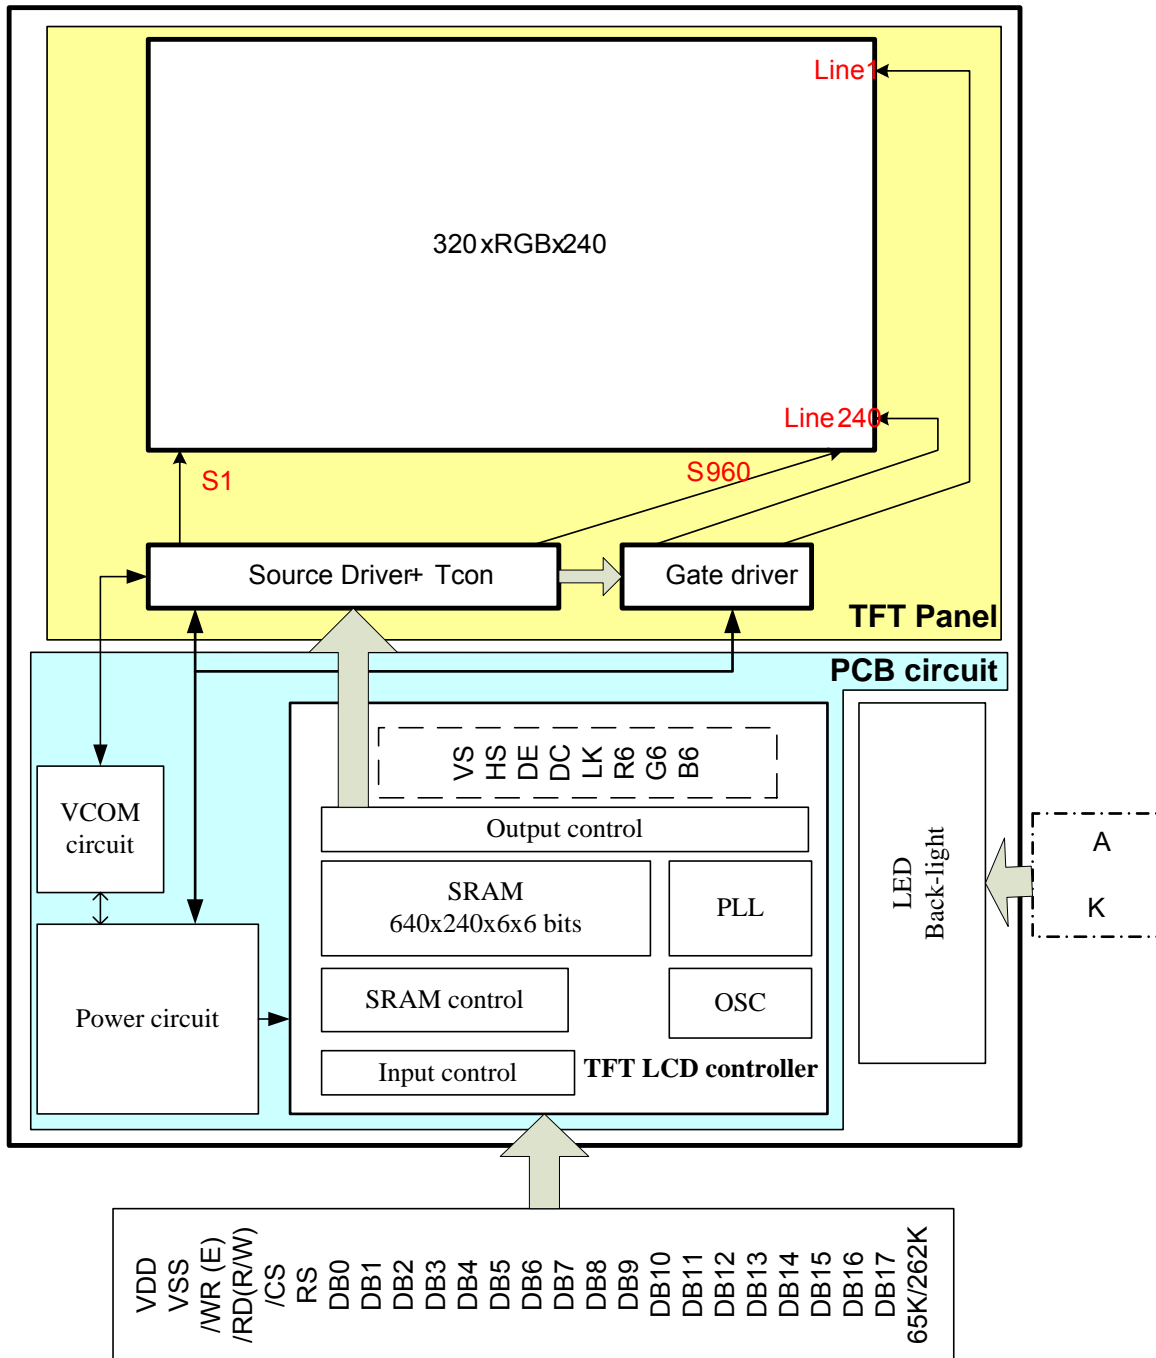 Line1
320xRGBx240
Line240
S1
S960
Source Driver+ Tcon
Gate driver
TFT Panel
PCB circuit
VS
HS
DE
DC
LK
R6
G6
B6
VCOM
circuit
Output control
SRAM
640x240x6x6 bits
PLL
LED
Back-light
A
K
SRAM control
OSC
Power circuit
Input control
TFT LCD controller
VDD
VSS
/WR (E)
/RD(R/W)
/CS
RS
DB0
DB1
DB2
DB3
DB4
DB5
DB6
DB7
DB8
DB9
DB10
DB11
DB12
DB13
DB14
DB15
DB16
DB17
65K/262K